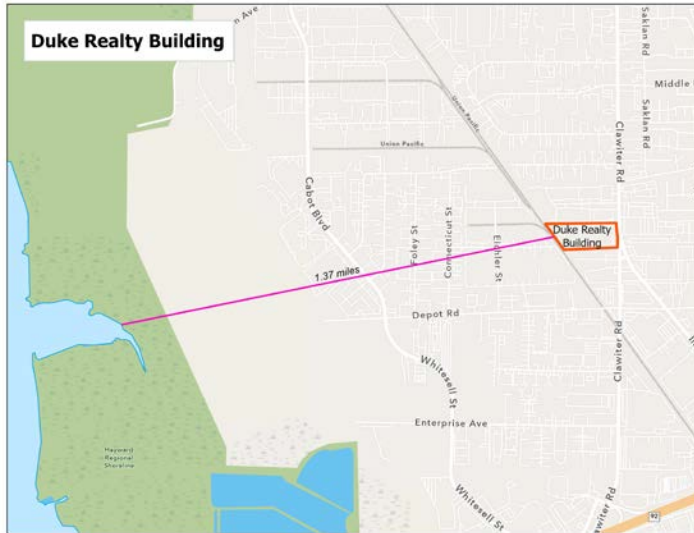 Duke Realty Building
n Ave
Saklan Rd
Middle
Union Pacific
Union Pacific
Saklan Rd
Clawiter Rd
Cabot Blvd
Foley St
Connecticut St
Eichler St
Duke Realty
Building
1.37 miles
Depot Rd
Whitesell St
Clawiter Rd
Enterprise Ave
Hayward
Regional
Shoreline
Whitesell St
Clawiter Rd
92